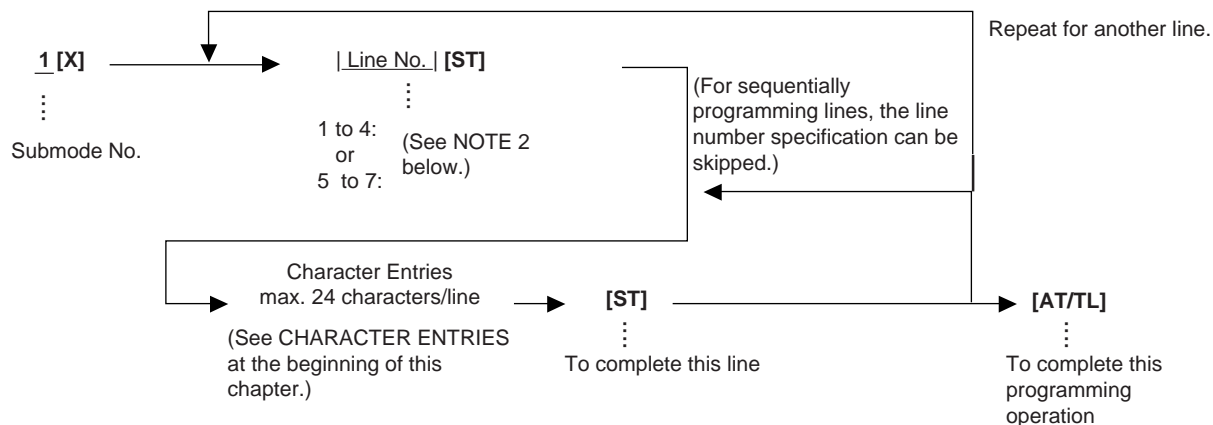 Repeat for another line.
1 [X]
| Line No. | [ST]
Submode No.
1 to 4:
or
5 to 7:
(See NOTE 2
below.)
(For sequentially
programming lines, the line
number specification can be
skipped.)
Character Entries
max. 24 characters/line
(See CHARACTER ENTRIES
at the beginning of this
chapter.)
[ST]
To complete this line
[AT/TL]
To complete this
programming
operation